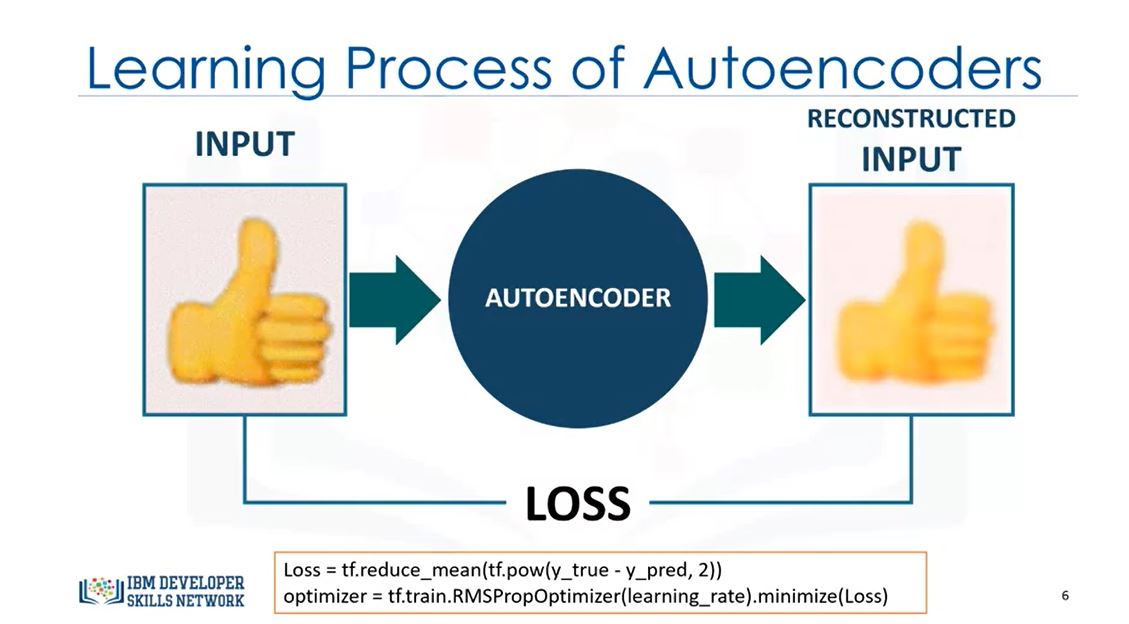 Learning Process of Autoencoders
INPUT
RECONSTRUCTED
INPUT
AUTOENCODER
LOSS
Loss = tf.reduce_mean(tf.pow(y_true - y_pred, 2))
optimizer = tf.train.RMSPropOptimizer(learning_rate).minimize(Loss)
IBM DEVELOPER
SKILLS NETWORK
6